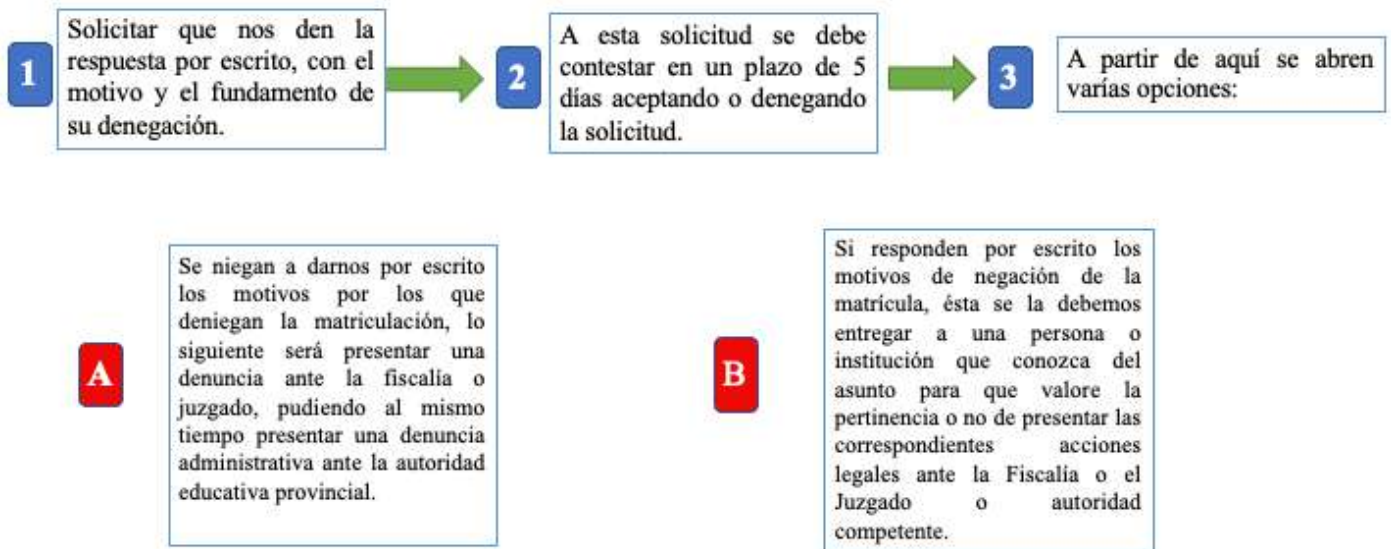 1
Solicitar que nos den la
respuesta por escrito, con el
motivo y el fundamento de
su denegación.
2
A esta solicitud se debe
contestar en un plazo de 5
días aceptando o denegando
la solicitud.
3
A partir de aquí se abren
varías opciones:
A
Se niegan a darnos por escrito
los motivos por los que
deniegan la matriculación, lo
siguiente será presentar una
denuncia ante la fiscalía o
juzgado, pudiendo al mismo
tiempo presentar una denuncia
administrativa ante la autoridad
educativa provincial.
B
Si responden por escrito los
motivos de negación de la
matrícula, ésta se la debemos
entregar a una persona o
institución que conozca del
asunto para que valore la
pertinencia o no de presentar las
correspondientes acciones
legales ante la Fiscalía o el
Juzgado o autoridad
competente.